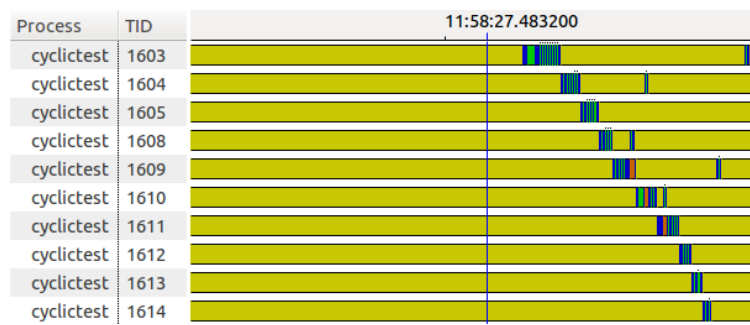 Process TID 11:58:27.483200
cyclictest 1603
cyclictest 1604
cyclictest 1605
cyclictest 1608
cyclictest 1609
cyclictest 1610
cyclictest 1611
cyclictest 1612
cyclictest 1613
cyclictest 1614